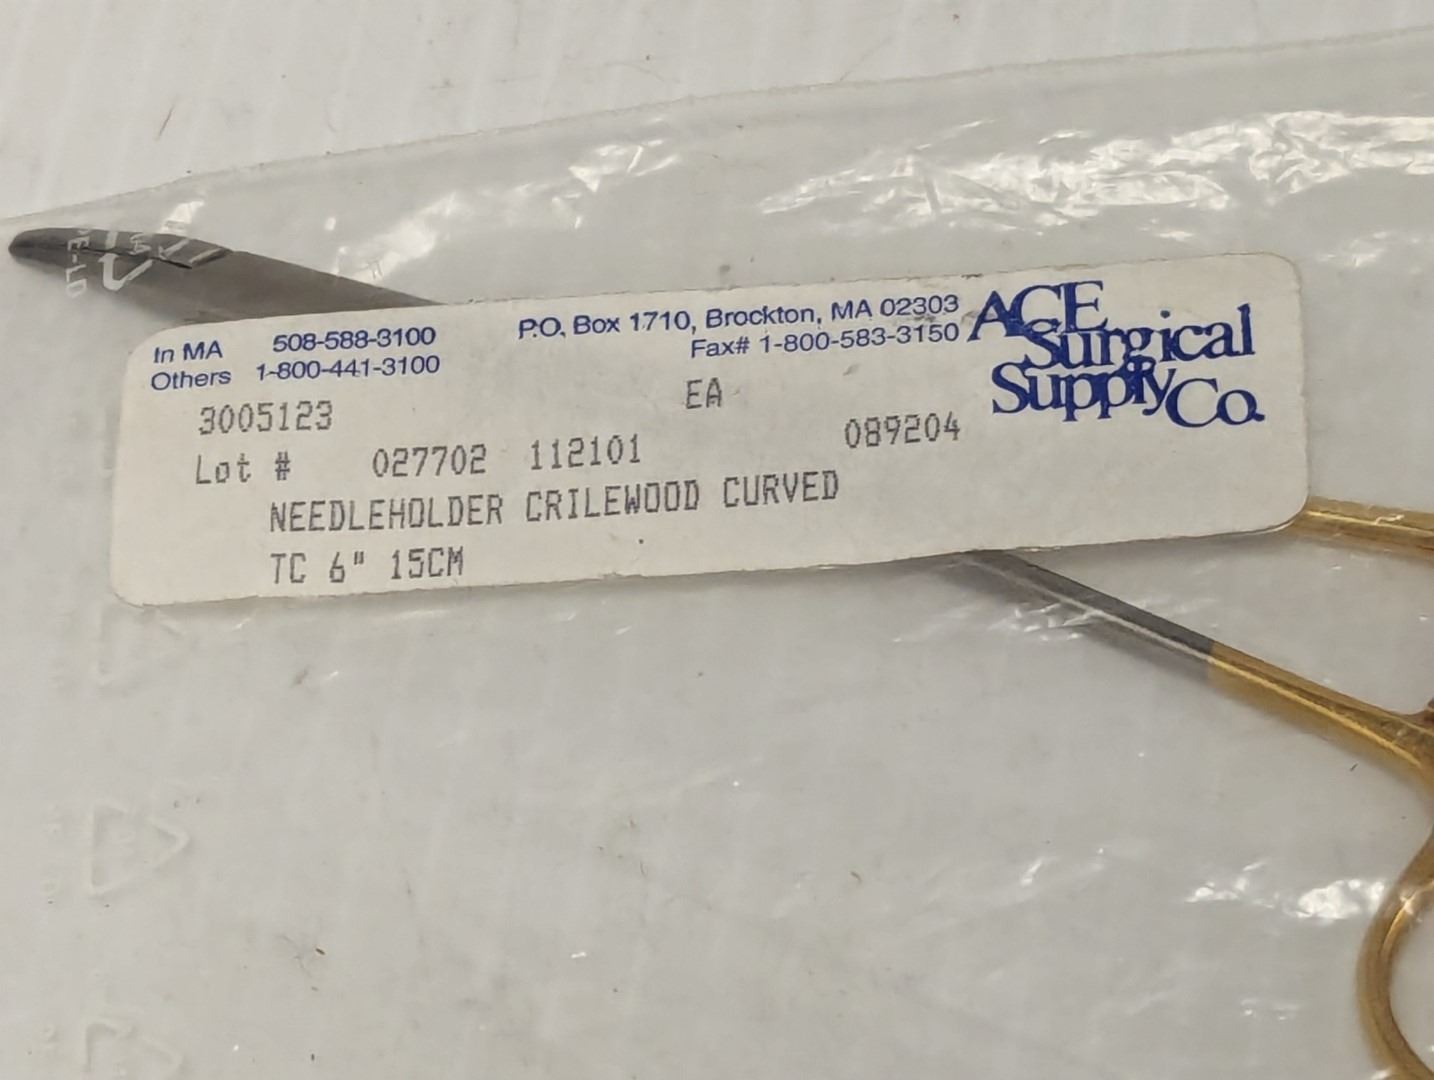 In MA 508-588-3100 P.O. Box 1710, Brockton, MA 02303
Others 1-800-441-3100 Fax# 1-800-583-3150
ACE
Surgical
Supply Co.
3005123 EA
Lot # 027702 112101 089204
NEEDLEHOLDER CRILEWOOD CURVED
TC 6" 15CM